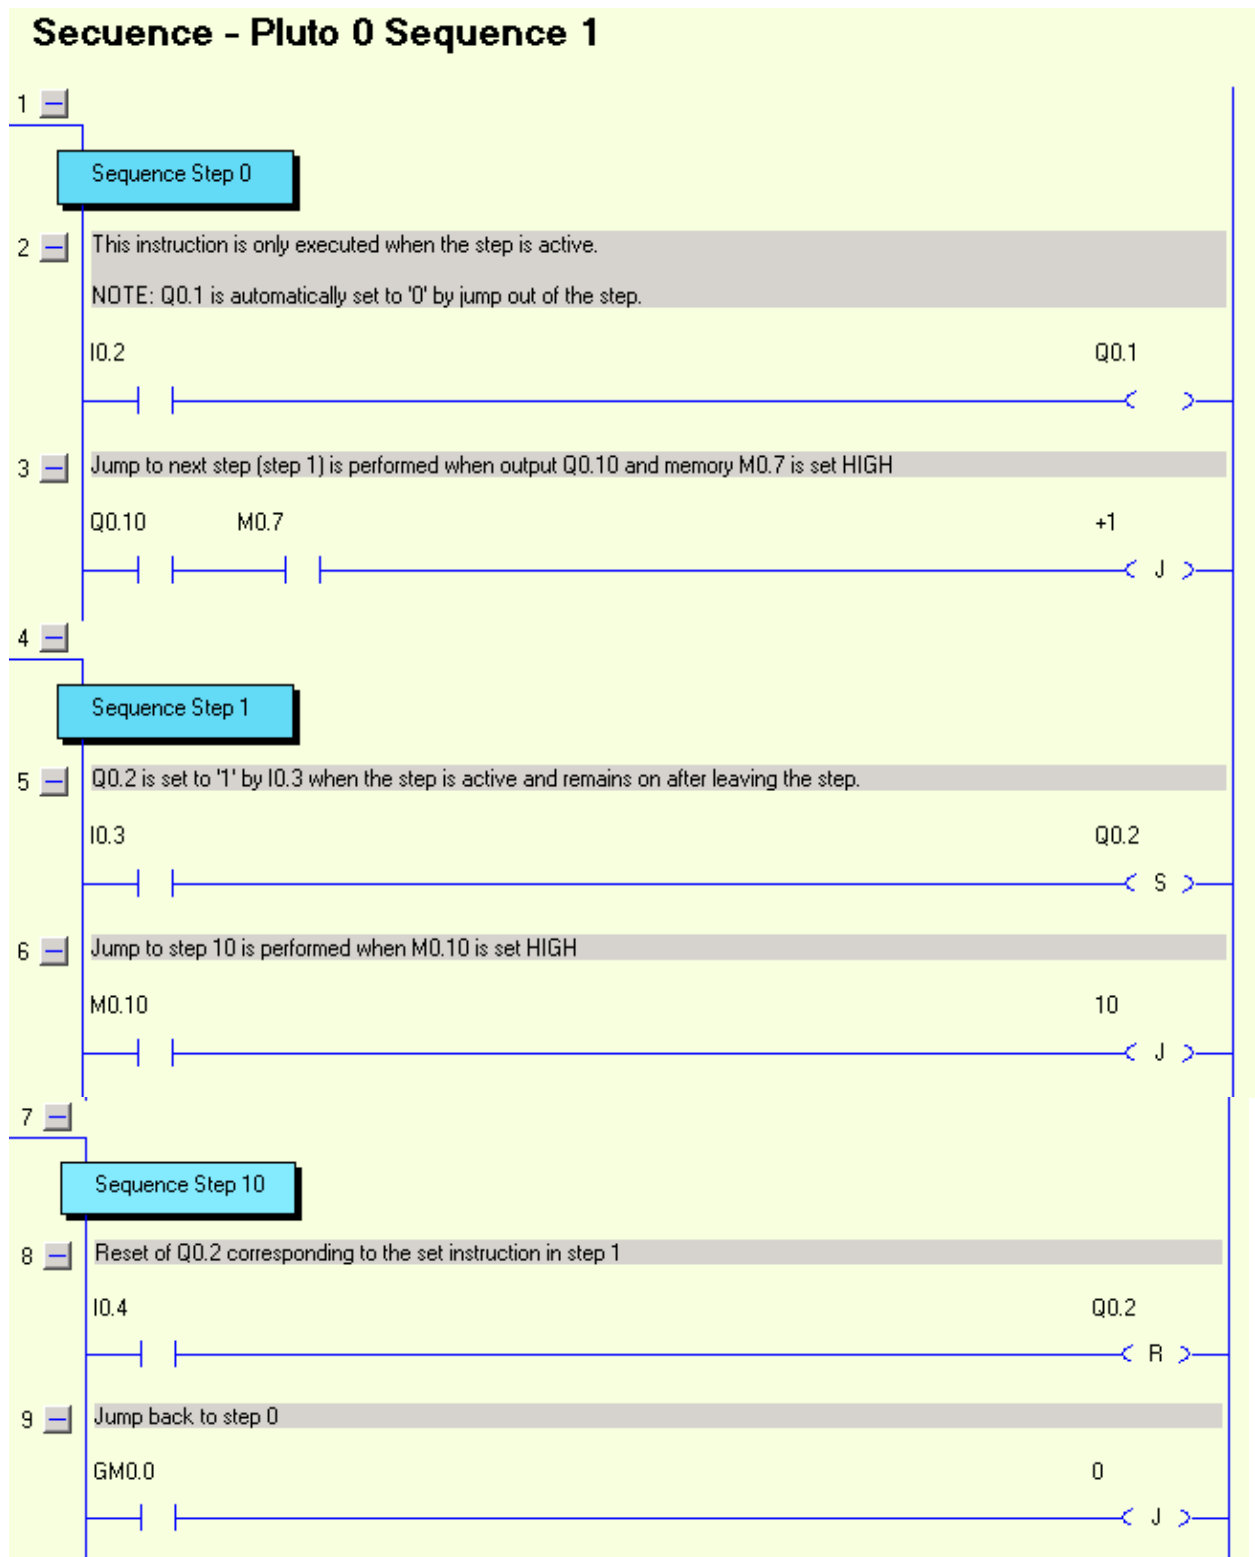 Secuence - Pluto 0 Sequence 1
1
Sequence Step 0
2 This instruction is only executed when the step is active.
NOTE: Q0.1 is automatically set to '0' by jump out of the step.
I0.2 Q0.1
3 Jump to next step (step 1) is performed when output Q0.10 and memory M0.7 is set HIGH
Q0.10 M0.7 +1
J
4
Sequence Step 1
5 Q0.2 is set to '1' by I0.3 when the step is active and remains on after leaving the step.
I0.3 Q0.2
S
6 Jump to step 10 is performed when M0.10 is set HIGH
M0.10 10
J
7
Sequence Step 10
8 Reset of Q0.2 corresponding to the set instruction in step 1
I0.4 Q0.2
R
9 Jump back to step 0
GM0.0 0
J